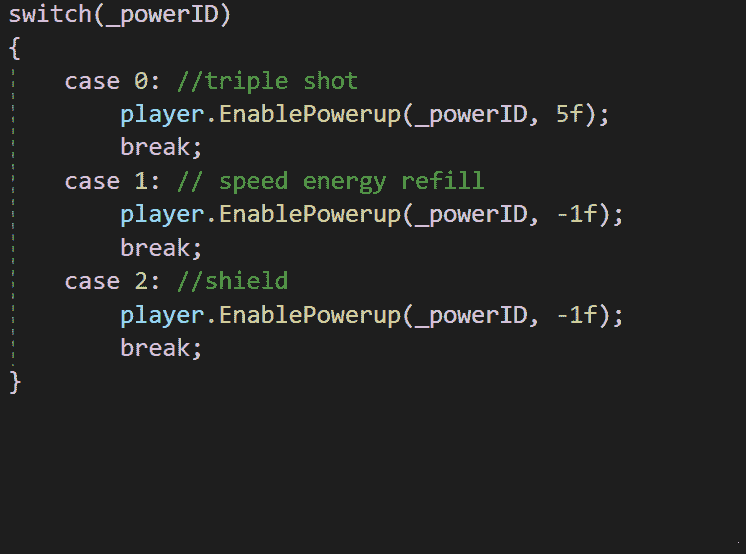 switch(_powerID)
{
    case 0: //triple shot
        player.EnablePowerup(_powerID, 5f);
        break;
    case 1: // speed energy refill
        player.EnablePowerup(_powerID, -1f);
        break;
    case 2: //shield
        player.EnablePowerup(_powerID, -1f);
        break;
}